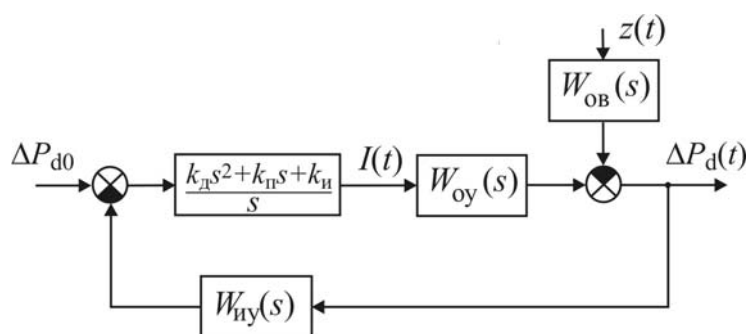 z(t)
W_ов(s)
ΔP_d0
(k_д s² + k_п s + k_и) / s
I(t)
W_оу(s)
ΔP_d(t)
W_иу(s)